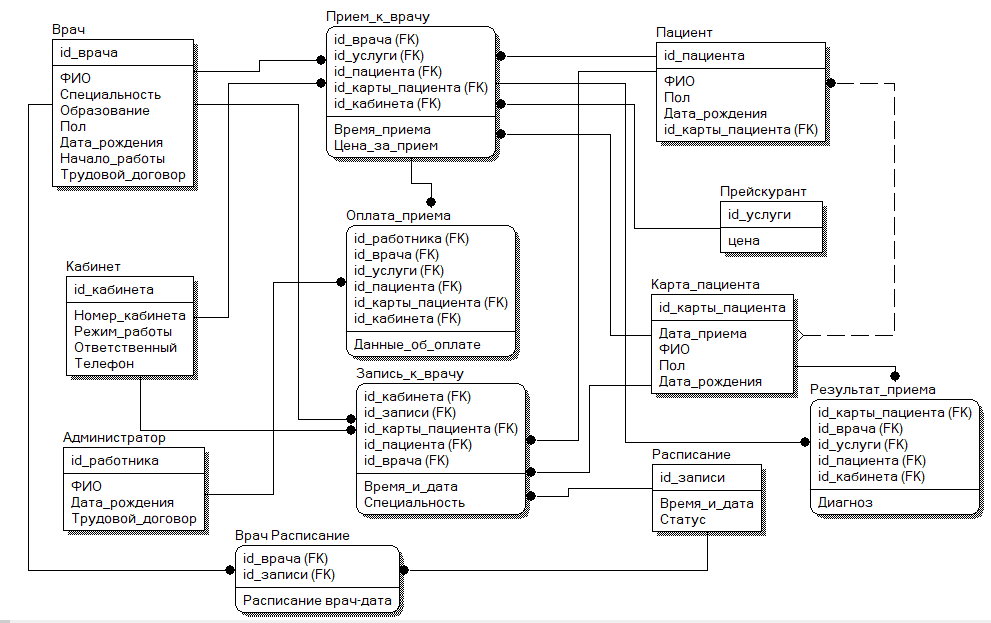 Врач
id_врача
ФИО
Специальность
Образование
Пол
Дата_рождения
Начало_работы
Трудовой_договор
Прием_к_врачу
id_врача (FK)
id_услуги (FK)
id_пациента (FK)
id_карты_пациента (FK)
id_кабинета (FK)
Время_приема
Цена_за_прием
Пациент
id_пациента
ФИО
Пол
Дата_рождения
id_карты_пациента (FK)
Прейскурант
id_услуги
цена
Оплата_приема
id_работника (FK)
id_врача (FK)
id_услуги (FK)
id_пациента (FK)
id_карты_пациента (FK)
id_кабинета (FK)
Данные_об_оплате
Кабинет
id_кабинета
Номер_кабинета
Режим_работы
Ответственный
Телефон
Карта_пациента
id_карты_пациента
Дата_приема
ФИО
Пол
Дата_рождения
Запись_к_врачу
id_кабинета (FK)
id_записи (FK)
id_карты_пациента (FK)
id_пациента (FK)
id_врача (FK)
Время_и_дата
Специальность
Результат_приема
id_карты_пациента (FK)
id_врача (FK)
id_услуги (FK)
id_пациента (FK)
id_кабинета (FK)
Диагноз
Администратор
id_работника
ФИО
Дата_рождения
Трудовой_договор
Расписание
id_записи
Время_и_дата
Статус
Врач Расписание
id_врача (FK)
id_записи (FK)
Расписание врач-дата